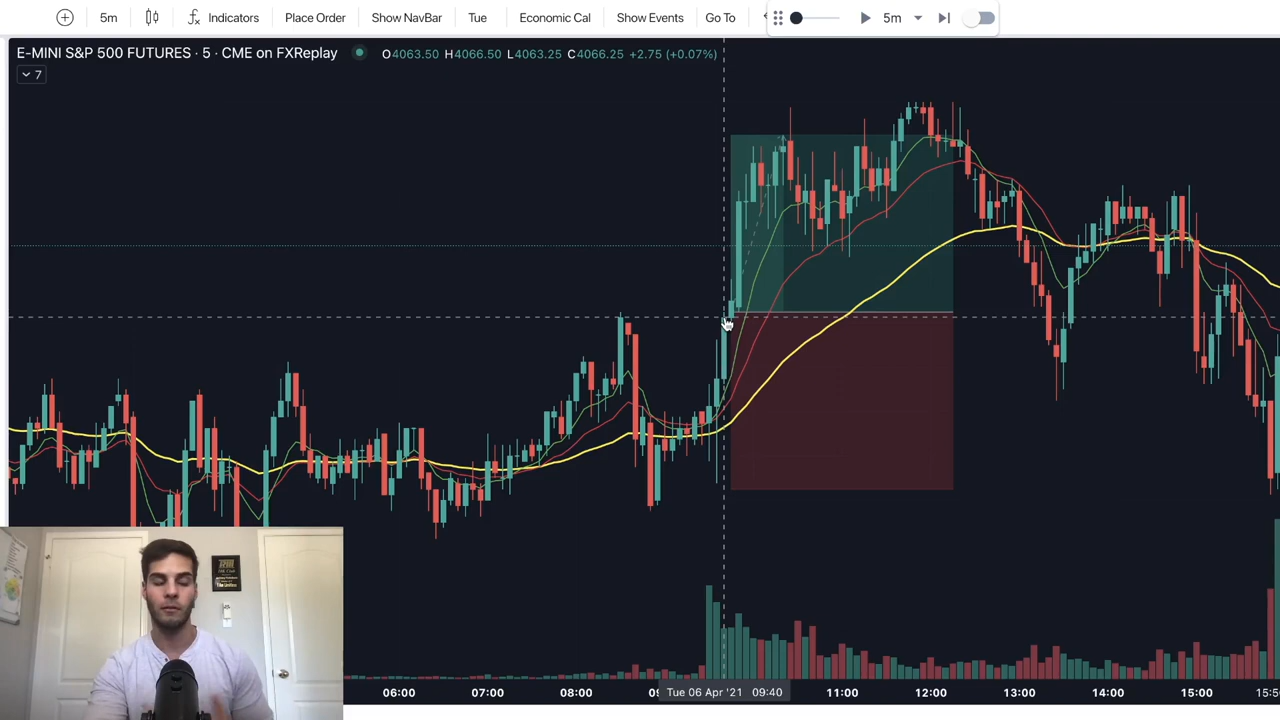 5m Indicators Place Order Show NavBar Tue Economic Cal Show Events Go To 5m
E-MINI S&P 500 FUTURES · 5 · CME on FXReplay O4063.50 H4066.50 L4063.25 C4066.25 +2.75 (+0.07%)
7
06:00 07:00 08:00 Tue 06 Apr '21 09:40 11:00 12:00 13:00 14:00 15:00